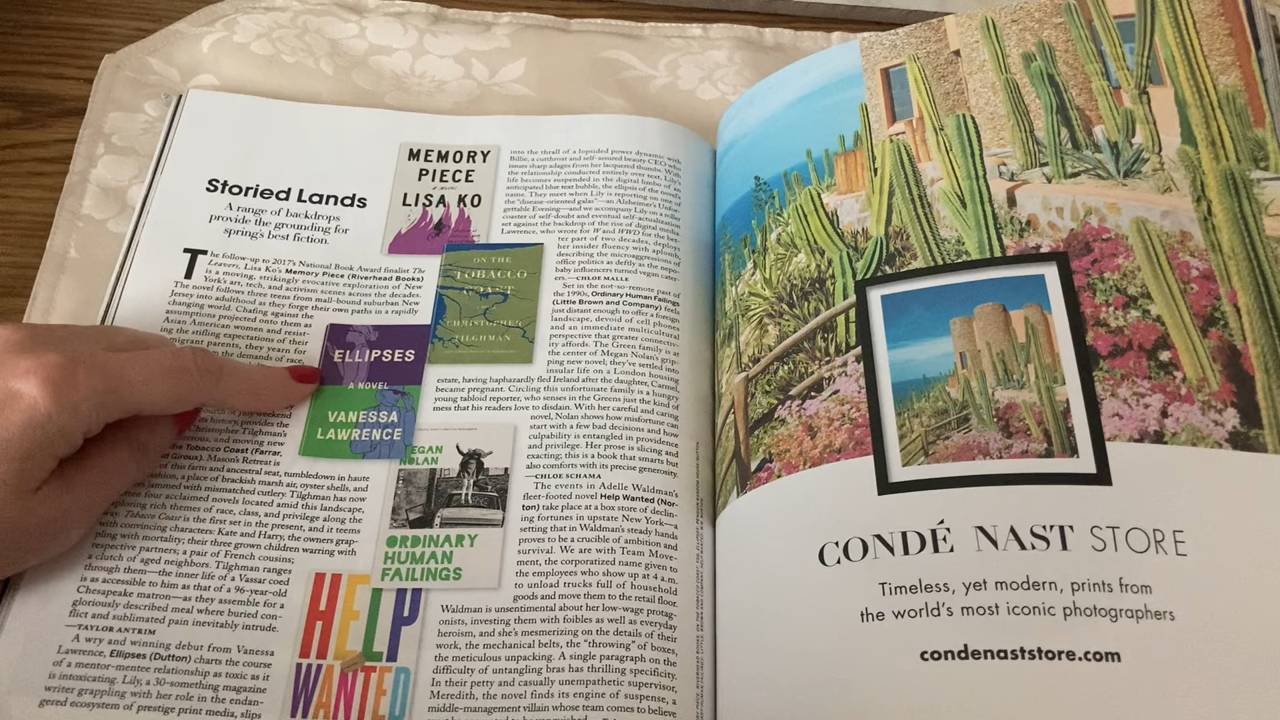 Storied Lands
A range of backdrops
provide the grounding for
spring's best fiction.
The follow-up to 2017's National Book Award finalist The
Leavers, Lisa Ko's Memory Piece (Riverhead Books)
is a moving, strikingly evocative exploration of New
York's art, tech, and activism scenes across the decades.
The novel follows three teens from mall-bound suburban New
Jersey into adulthood as they forge their own paths in a rapidly
changing world. Chafing against the
assumptions projected onto them as
Asian American women and resist-
ing the stifling expectations of their
migrant parents, they yearn for
the demands of race,
weekend
its history, provides the
Christopher Tilghman's
and moving new
Tobacco Coast (Farrar,
Giroux). Mason's Retreat is
of this farm and ancestral seat, tumbledown in haute
a place of brackish marsh air, oyster shells, and
jammed with mismatched cutlery. Tilghman has now
four acclaimed novels located amid this landscape,
rich themes of race, class, and privilege along the
way. Tobacco Coast is the first set in the present, and it teems
with convincing characters: Kate and Harry, the owners grap-
pling with mortality; their three grown children warring with
respective partners; a pair of French cousins;
a clutch of aged neighbors. Tilghman ranges
through them—the inner life of a Vassar coed
is as accessible to him as that of a 96-year-old
Chesapeake matron—as they assemble for a
gloriously described meal where buried con-
flict and sublimated pain inevitably intrude.
—TAYLOR ANTRIM
A wry and winning debut from Vanessa
Lawrence, Ellipses (Dutton) charts the course
of a mentor-mentee relationship as toxic as it
is intoxicating. Lily, a 30-something magazine
writer grappling with her role in the endan-
gered ecosystem of prestige print media, slips
MEMORY
PIECE
A NOVEL
LISA KO
ON THE
TOBACCO
COAST
CHRISTOPHER
TILGHMAN
ELLIPSES
A NOVEL
VANESSA
LAWRENCE
MEGAN
NOLAN
ORDINARY
HUMAN
FAILINGS
HELP
WANTED
into the thrall of a lopsided power dynamic with
Billie, a cutthroat and self-assured beauty CEO who
issues sharp adages from her lacquered thumbs. With
the relationship conducted entirely over text, Lily's
life becomes suspended in the digital limbo of an
anticipated blue text bubble, the ellipsis of the novel's
name. They meet when Lily is reporting on one of
the "disease-oriented galas"—an Alzheimer's Unfor-
gettable Evening—and we accompany Lily on a roller
coaster of self-doubt and eventual self-actualization
set against the backdrop of the rise of digital media.
Lawrence, who wrote for W and WWD for the bet-
ter part of two decades, deploys
her insider fluency with aplomb,
describing the microaggressions of
office politics as deftly as the nepo-
baby influencers turned vegan cater-
ers.—CHLOE MALLE
Set in the not-so-remote past of
the 1990s, Ordinary Human Failings
(Little Brown and Company) feels
just distant enough to offer a foreign
landscape, devoid of cell phones
and an immediate multicultural
perspective that greater connectiv-
ity affords. The Green family is at
the center of Megan Nolan's grip-
ping new novel; they've settled into
insular life on a London housing
estate, having haphazardly fled Ireland after the daughter, Carmel,
became pregnant. Circling this unfortunate family is a hungry
young tabloid reporter, who senses in the Greens just the kind of
mess that his readers love to disdain. With her careful and caring
novel, Nolan shows how misfortune can
start with a few bad decisions and how
culpability is entangled in providence
and privilege. Her prose is slicing and
exacting; this is a book that smarts but
also comforts with its precise generosity.
—CHLOE SCHAMA
The events in Adelle Waldman's
fleet-footed novel Help Wanted (Nor-
ton) take place at a box store of declin-
ing fortunes in upstate New York—a
setting that in Waldman's steady hands
proves to be a crucible of ambition and
survival. We are with Team Move-
ment, the corporatized name given to
the employees who show up at 4 a.m.
to unload trucks full of household
goods and move them to the retail floor.
Waldman is unsentimental about her low-wage protag-
onists, investing them with foibles as well as everyday
heroism, and she's mesmerizing on the details of their
work, the mechanical belts, the "throwing" of boxes,
the meticulous unpacking. A single paragraph on the
difficulty of untangling bras has thrilling specificity.
In their petty and casually unempathetic supervisor,
Meredith, the novel finds its engine of suspense, a
middle-management villain whose team comes to believe
CONDÉ NAST STORE
Timeless, yet modern, prints from
the world's most iconic photographers
condenaststore.com